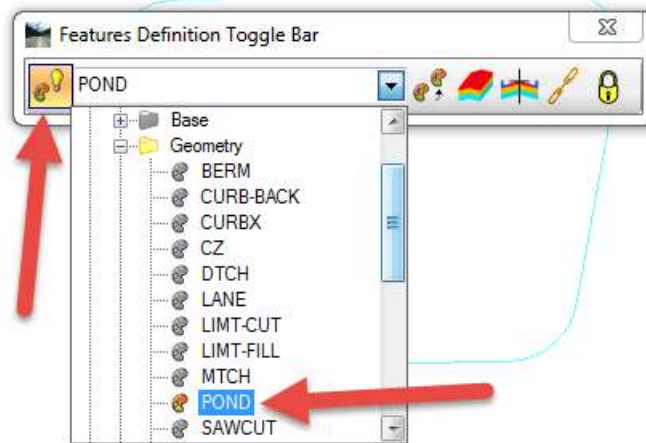 Features Definition Toggle Bar
POND
Base
Geometry
BERM
CURB-BACK
CURBX
CZ
DTCH
LANE
LIMT-CUT
LIMT-FILL
MTCH
POND
SAWCUT